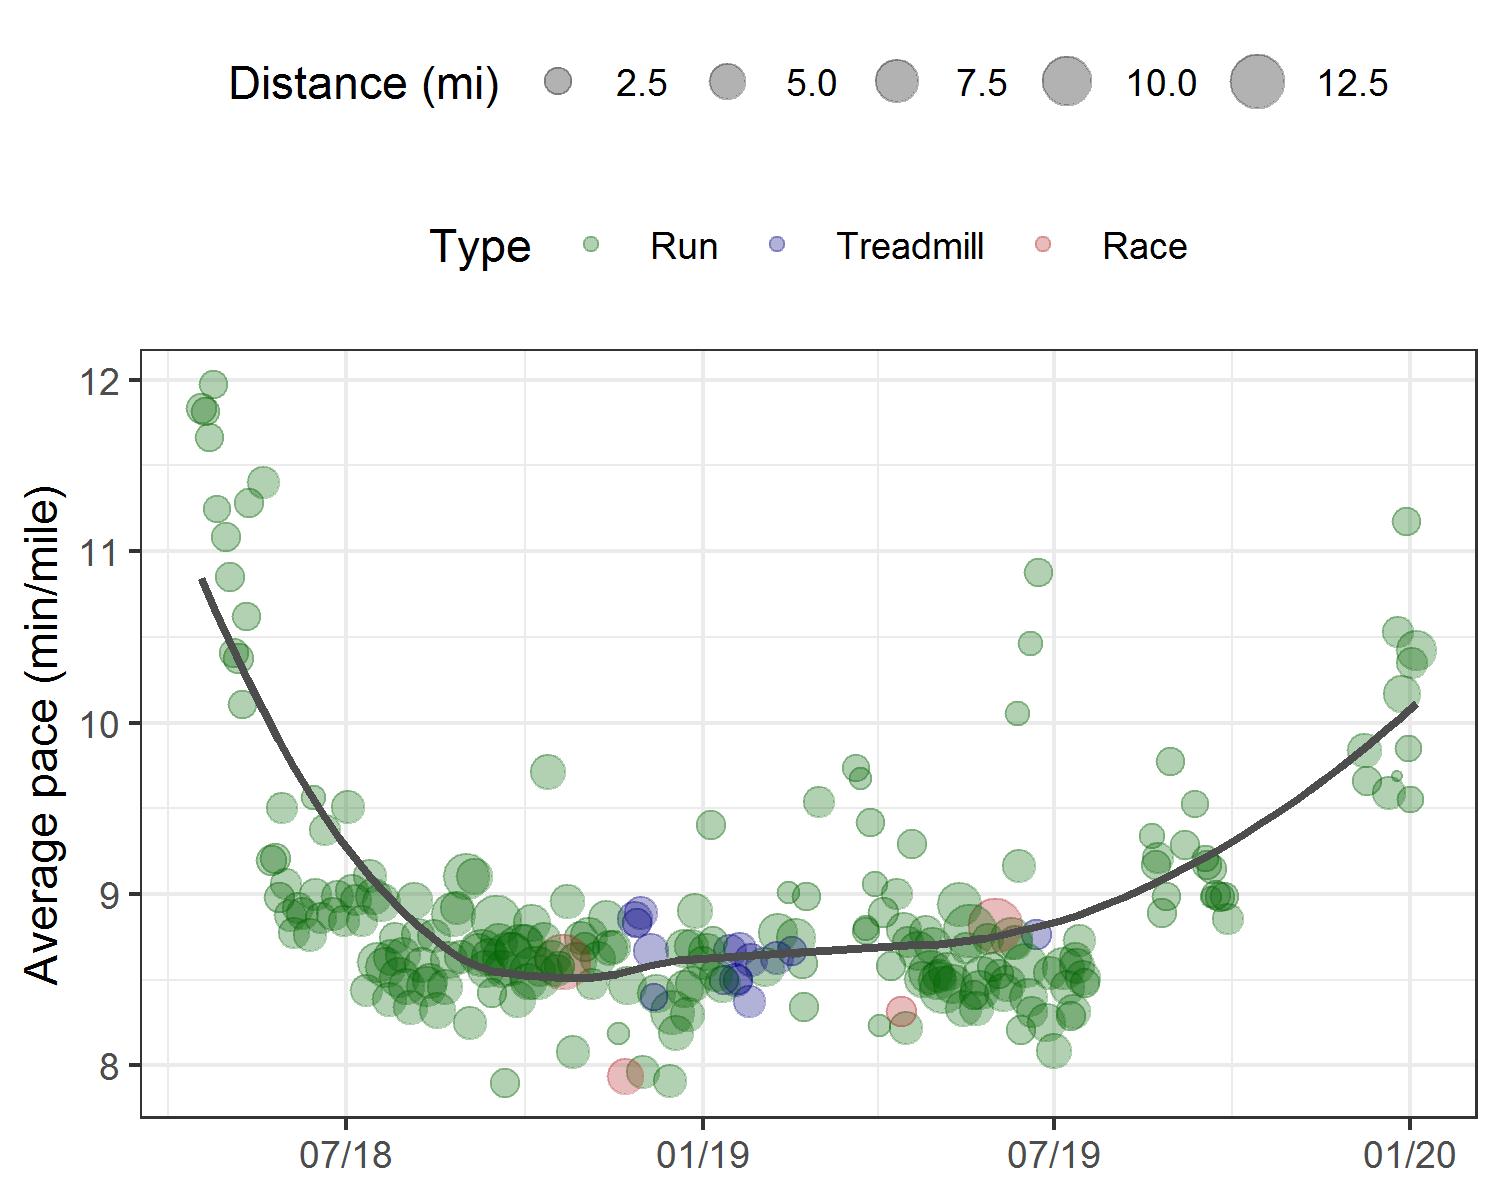 Distance (mi) 2.5 5.0 7.5 10.0 12.5
Type Run Treadmill Race
Average pace (min/mile)
12
11
10
9
8
07/18 01/19 07/19 01/20